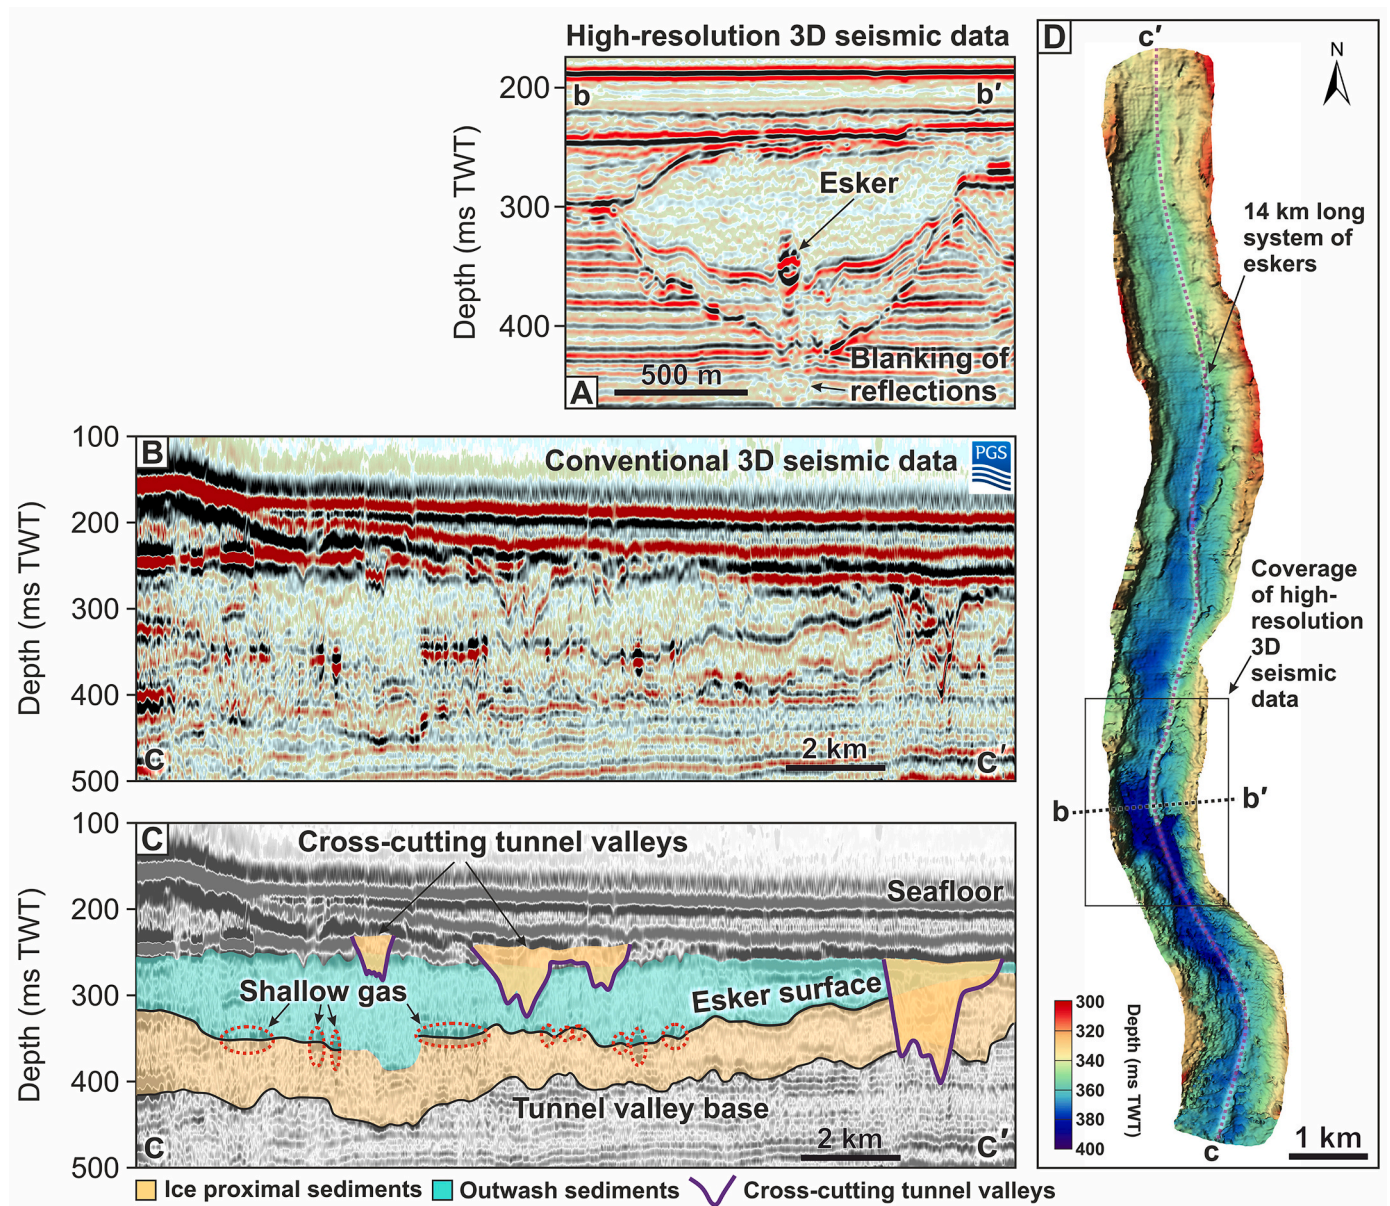 High-resolution 3D seismic data
200
300
400
Depth (ms TWT)
b
b′
Esker
Blanking of
reflections
500 m
A
100
200
300
400
500
Depth (ms TWT)
B
Conventional 3D seismic data
PGS
2 km
C
C′
100
200
300
400
500
Depth (ms TWT)
C
Cross-cutting tunnel valleys
Seafloor
Shallow gas
Esker surface
Tunnel valley base
2 km
C
C′
Ice proximal sediments
Outwash sediments
Cross-cutting tunnel valleys
D
c′
N
14 km long
system of
eskers
Coverage
of high-
resolution
3D
seismic
data
b
b′
300
320
340
360
380
400
Depth (ms TWT)
c
1 km